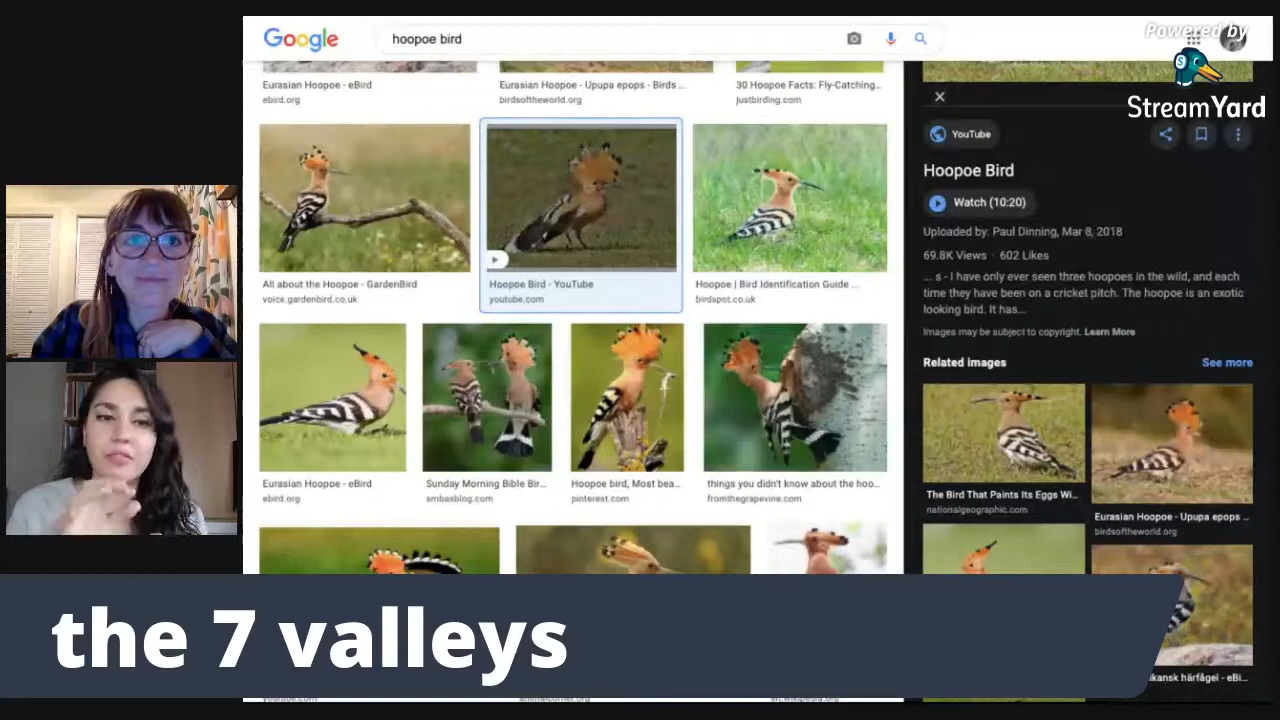 Google
hoopoe bird
Powered by
StreamYard
Eurasian Hoopoe - eBird
ebird.org
Eurasian Hoopoe - Upupa epops - Birds ...
birdsoftheworld.org
30 Hoopoe Facts: Fly-Catching...
justbirding.com
All about the Hoopoe - GardenBird
voice.gardenbird.co.uk
Hoopoe Bird - YouTube
youtube.com
Hoopoe | Bird Identification Guide ...
birdspot.co.uk
Eurasian Hoopoe - eBird
ebird.org
Sunday Morning Bible Bir...
smbasblog.com
Hoopoe bird, Most bea...
pinterest.com
things you didn't know about the hoo...
fromthegrapevine.com
YouTube
Hoopoe Bird
Watch (10:20)
Uploaded by: Paul Dinning, Mar 8, 2018
69.8K Views · 602 Likes
... s - I have only ever seen three hoopoes in the wild, and each
time they have been on a cricket pitch. The hoopoe is an exotic
looking bird. It has...
Images may be subject to copyright. Learn More
Related images
See more
The Bird That Paints Its Eggs Wi...
nationalgeographic.com
Eurasian Hoopoe - Upupa epops ...
birdsoftheworld.org
kansk härfågel - eBi...
the 7 valleys